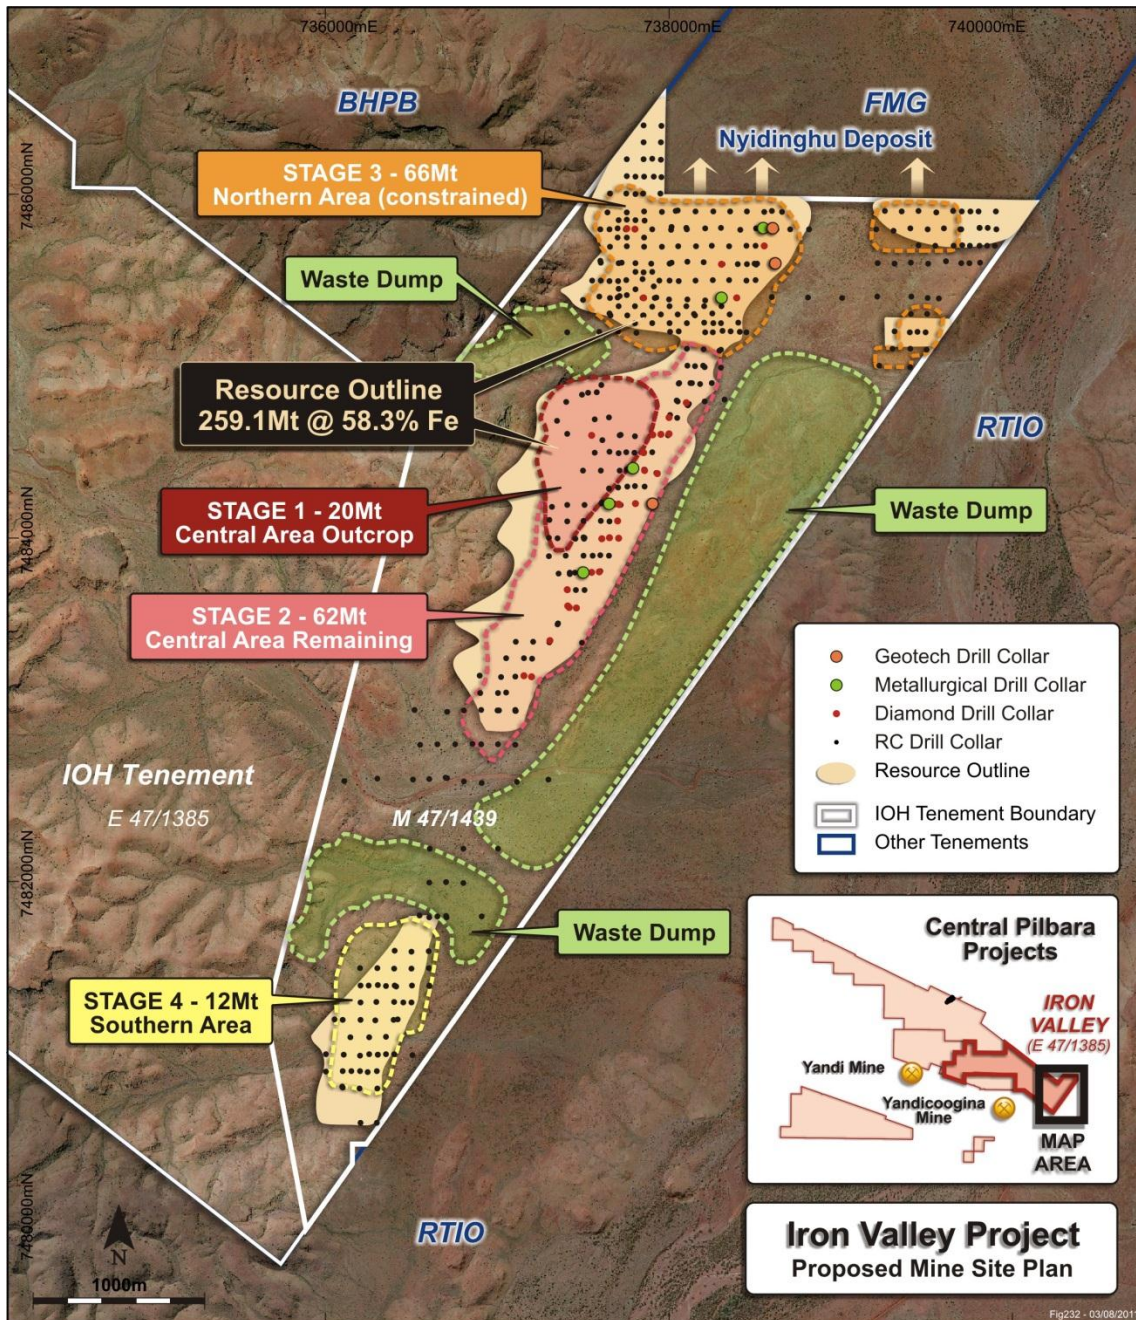 736000mE
738000mE
740000mE
BHPB
FMG
Nyidinghu Deposit
7486000mN
STAGE 3 - 66Mt
Northern Area (constrained)
Waste Dump
Resource Outline
259.1Mt @ 58.3% Fe
RTIO
STAGE 1 - 20Mt
Central Area Outcrop
7484000mN
Waste Dump
STAGE 2 - 62Mt
Central Area Remaining
Geotech Drill Collar
Metallurgical Drill Collar
Diamond Drill Collar
RC Drill Collar
Resource Outline
IOH Tenement Boundary
Other Tenements
IOH Tenement
E 47/1385
M 47/1439
7482000mN
Waste Dump
STAGE 4 - 12Mt
Southern Area
Central Pilbara
Projects
IRON
VALLEY
(E 47/1385)
Yandi Mine
Yandicoogina
Mine
MAP
AREA
7480000mN
N
1000m
RTIO
Iron Valley Project
Proposed Mine Site Plan
Fig232 - 03/08/2011